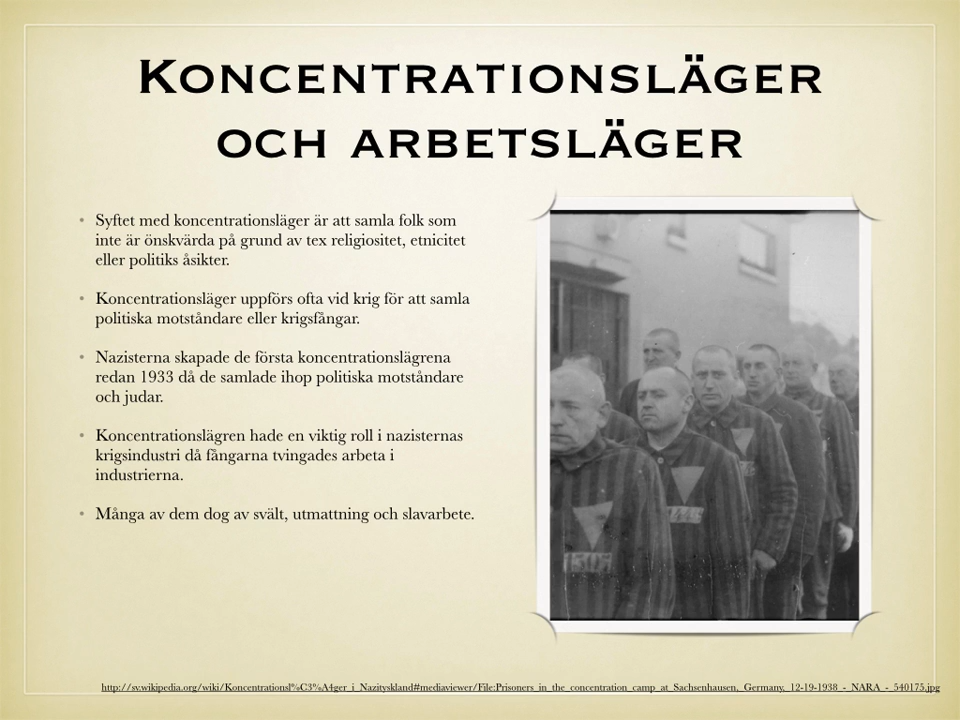 Koncentrationsläger
och arbetsläger
• Syftet med koncentrationsläger är att samla folk som
inte är önskvärda på grund av tex religiositet, etnicitet
eller politiks åsikter.
• Koncentrationsläger uppförs ofta vid krig för att samla
politiska motståndare eller krigsfångar.
• Nazisterna skapade de första koncentrationslägrena
redan 1933 då de samlade ihop politiska motståndare
och judar.
• Koncentrationslägren hade en viktig roll i nazisternas
krigsindustri då fångarna tvingades arbeta i
industrierna.
• Många av dem dog av svält, utmattning och slavarbete.
http://sv.wikipedia.org/wiki/Koncentrationsl%C3%A4ger_i_Nazityskland#mediaviewer/File:Prisoners_in_the_concentration_camp_at_Sachsenhausen,_Germany,_12-19-1938_-_NARA_-_540175.jpg